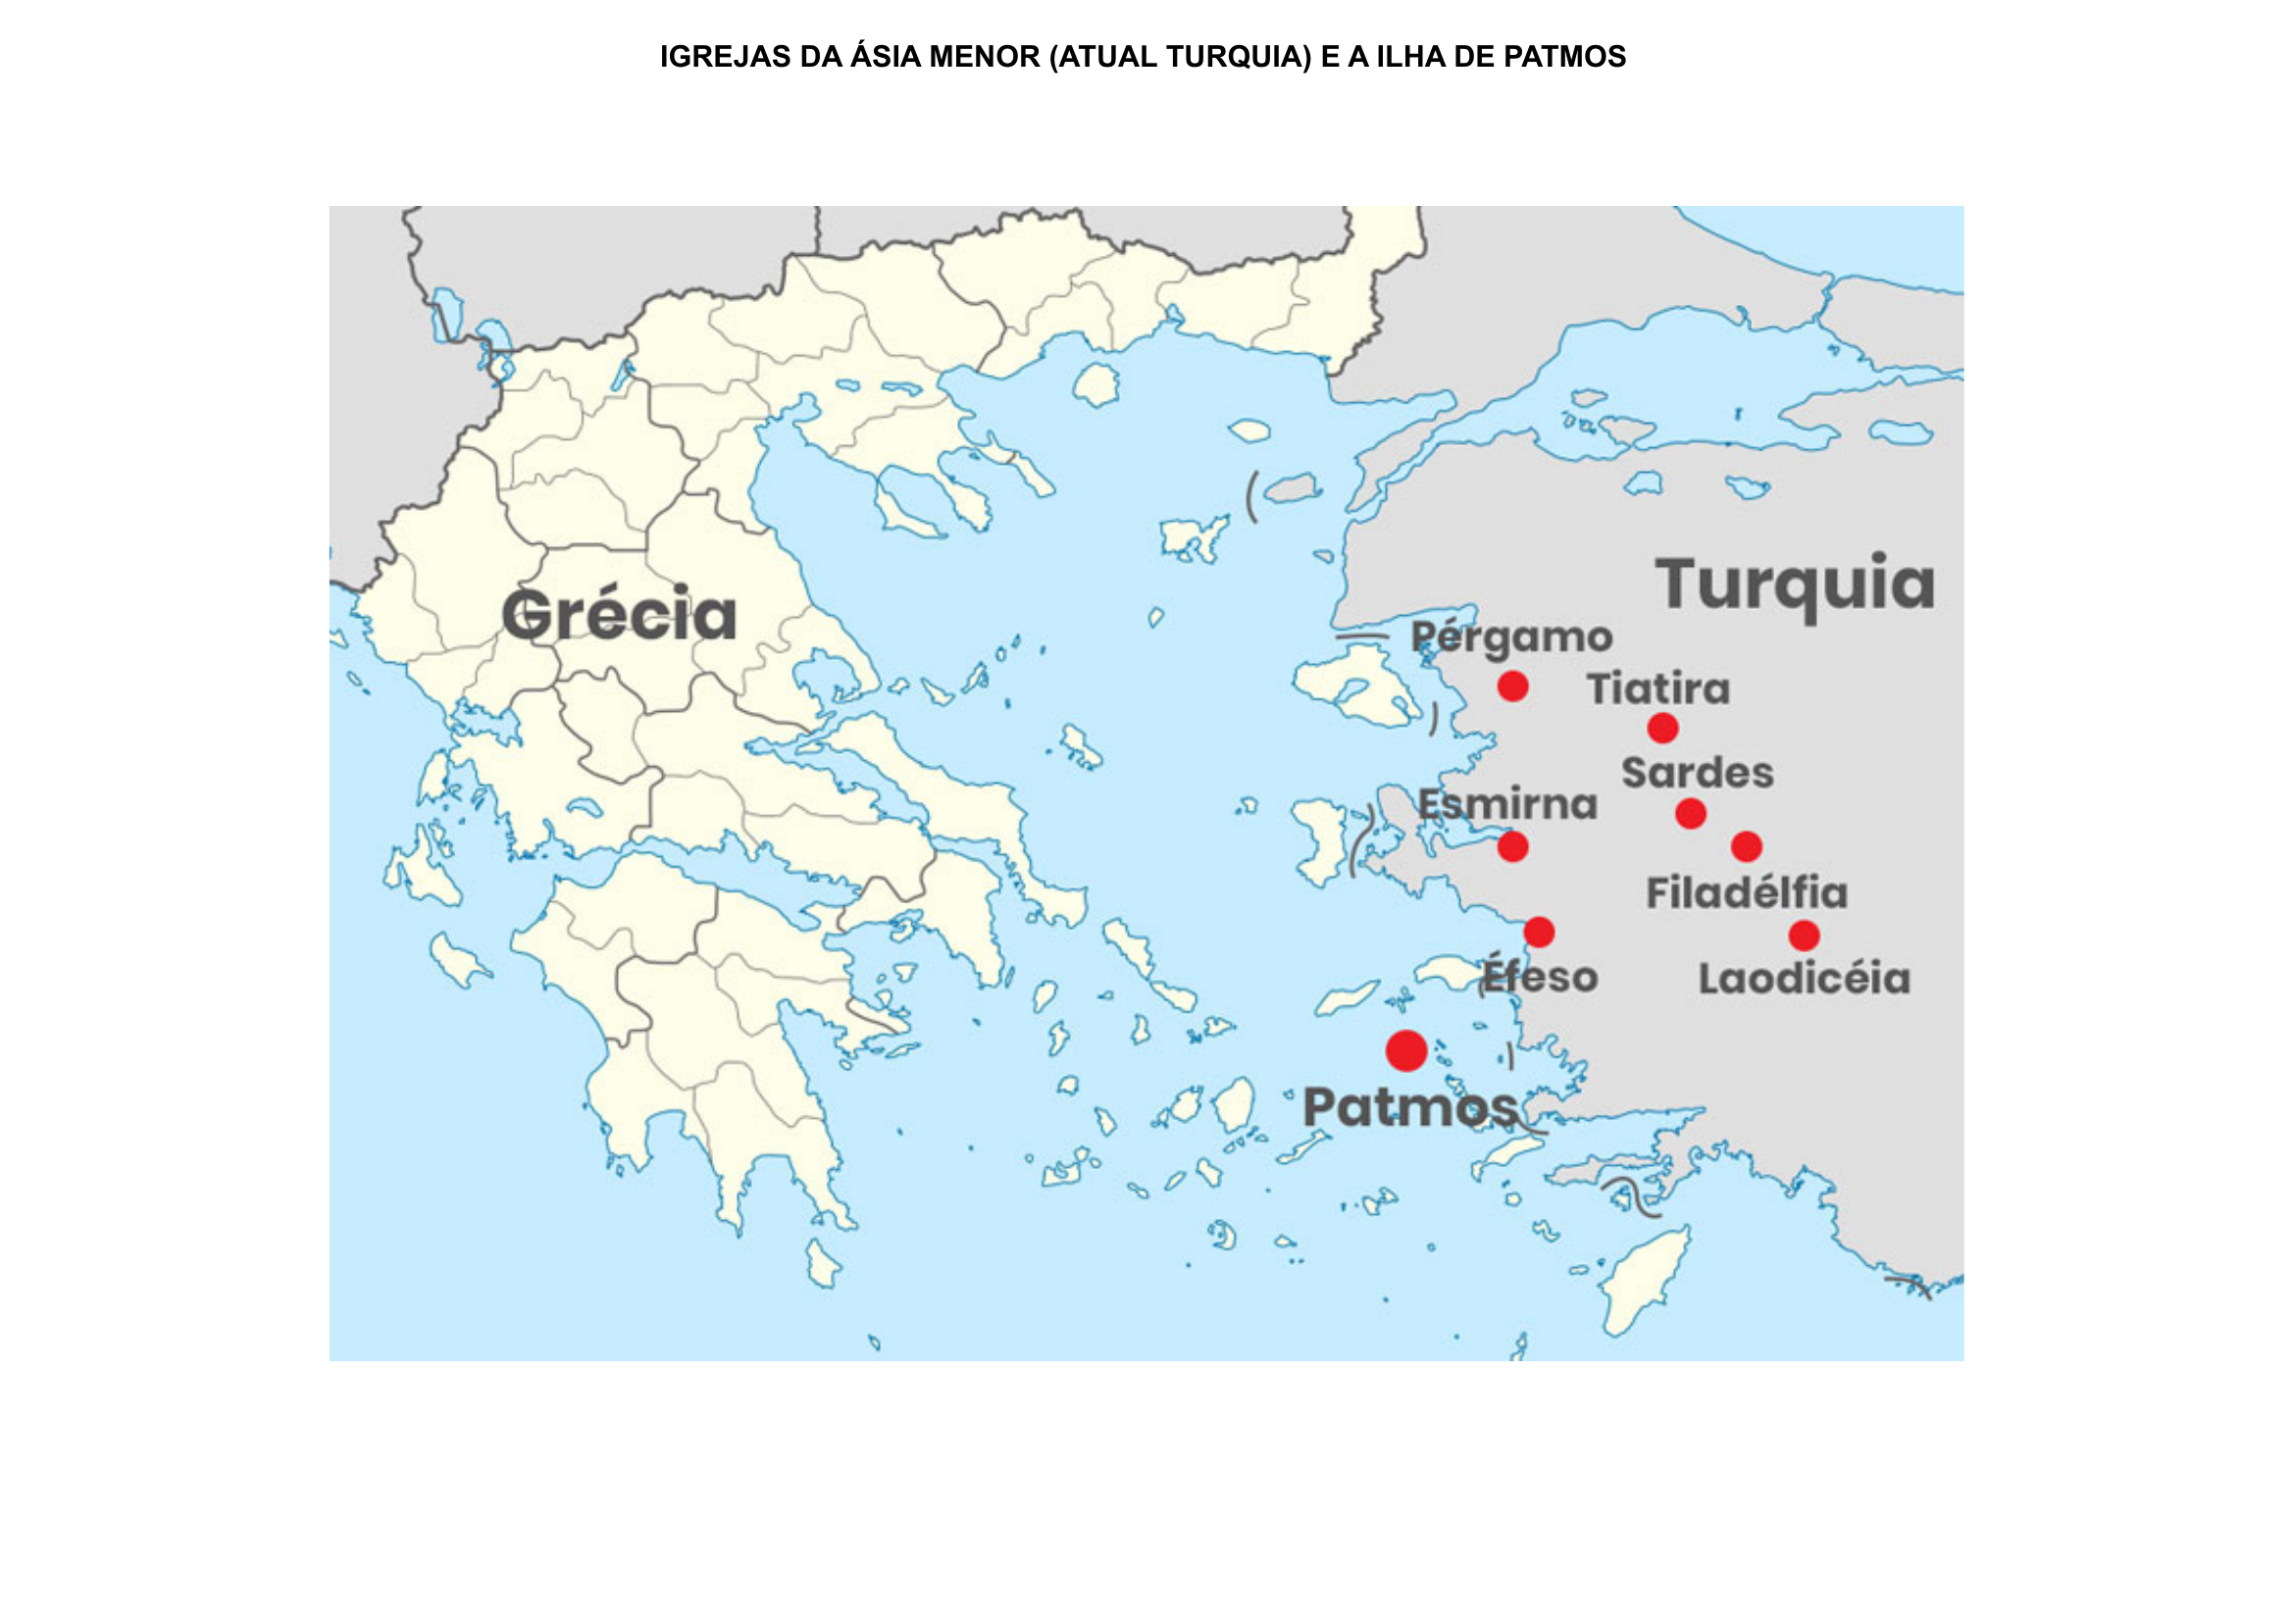 IGREJAS DA ÁSIA MENOR (ATUAL TURQUIA) E A ILHA DE PATMOS
Turquia
Grécia
Pérgamo
Tiatira
Sardes
Esmirna
Filadélfia
Éfeso
Laodicéia
Patmos